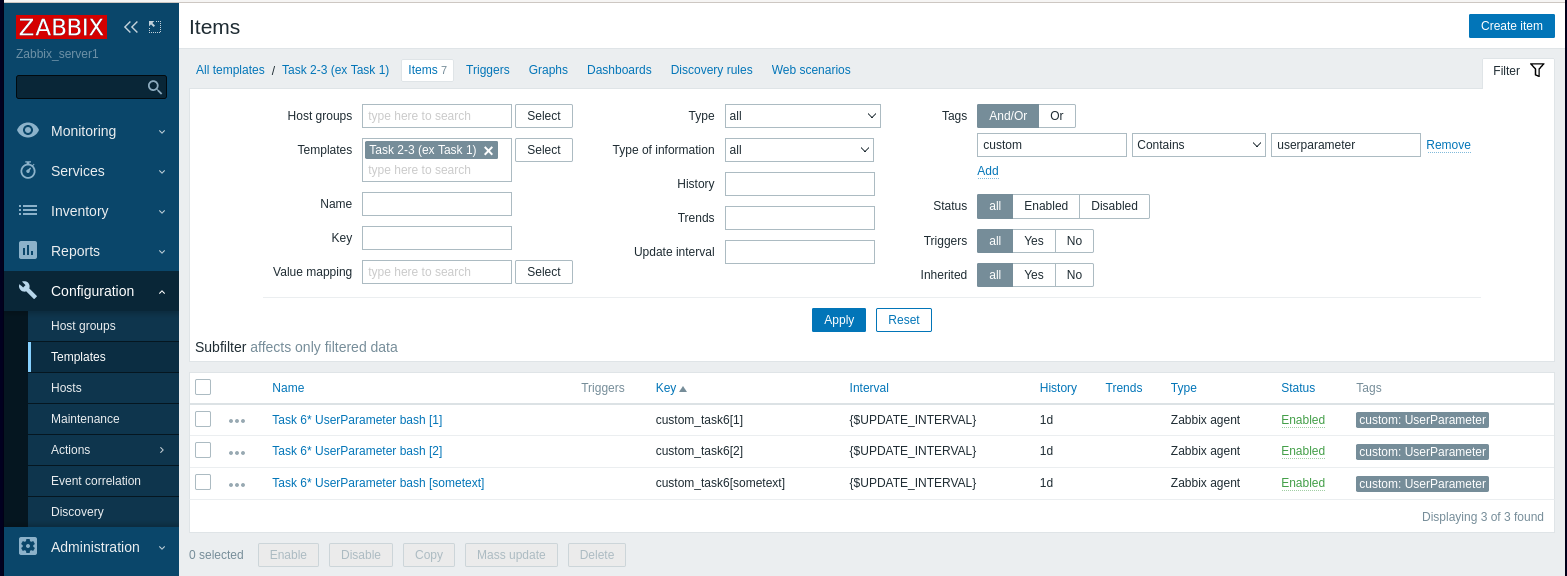 ZABBIX
Zabbix_server1
Monitoring
Services
Inventory
Reports
Configuration
Host groups
Templates
Hosts
Maintenance
Actions
Event correlation
Discovery
Administration
Items
Create item
All templates / Task 2-3 (ex Task 1) Items 7 Triggers Graphs Dashboards Discovery rules Web scenarios
Filter
Host groups type here to search Select
Templates Task 2-3 (ex Task 1) Select
type here to search
Name
Key
Value mapping type here to search Select
Type all
Type of information all
History
Trends
Update interval
Tags And/Or Or
custom Contains userparameter Remove
Add
Status all Enabled Disabled
Triggers all Yes No
Inherited all Yes No
Apply Reset
Subfilter affects only filtered data
Name Triggers Key Interval History Trends Type Status Tags
Task 6* UserParameter bash [1] custom_task6[1] {$UPDATE_INTERVAL} 1d Zabbix agent Enabled custom: UserParameter
Task 6* UserParameter bash [2] custom_task6[2] {$UPDATE_INTERVAL} 1d Zabbix agent Enabled custom: UserParameter
Task 6* UserParameter bash [sometext] custom_task6[sometext] {$UPDATE_INTERVAL} 1d Zabbix agent Enabled custom: UserParameter
Displaying 3 of 3 found
0 selected Enable Disable Copy Mass update Delete